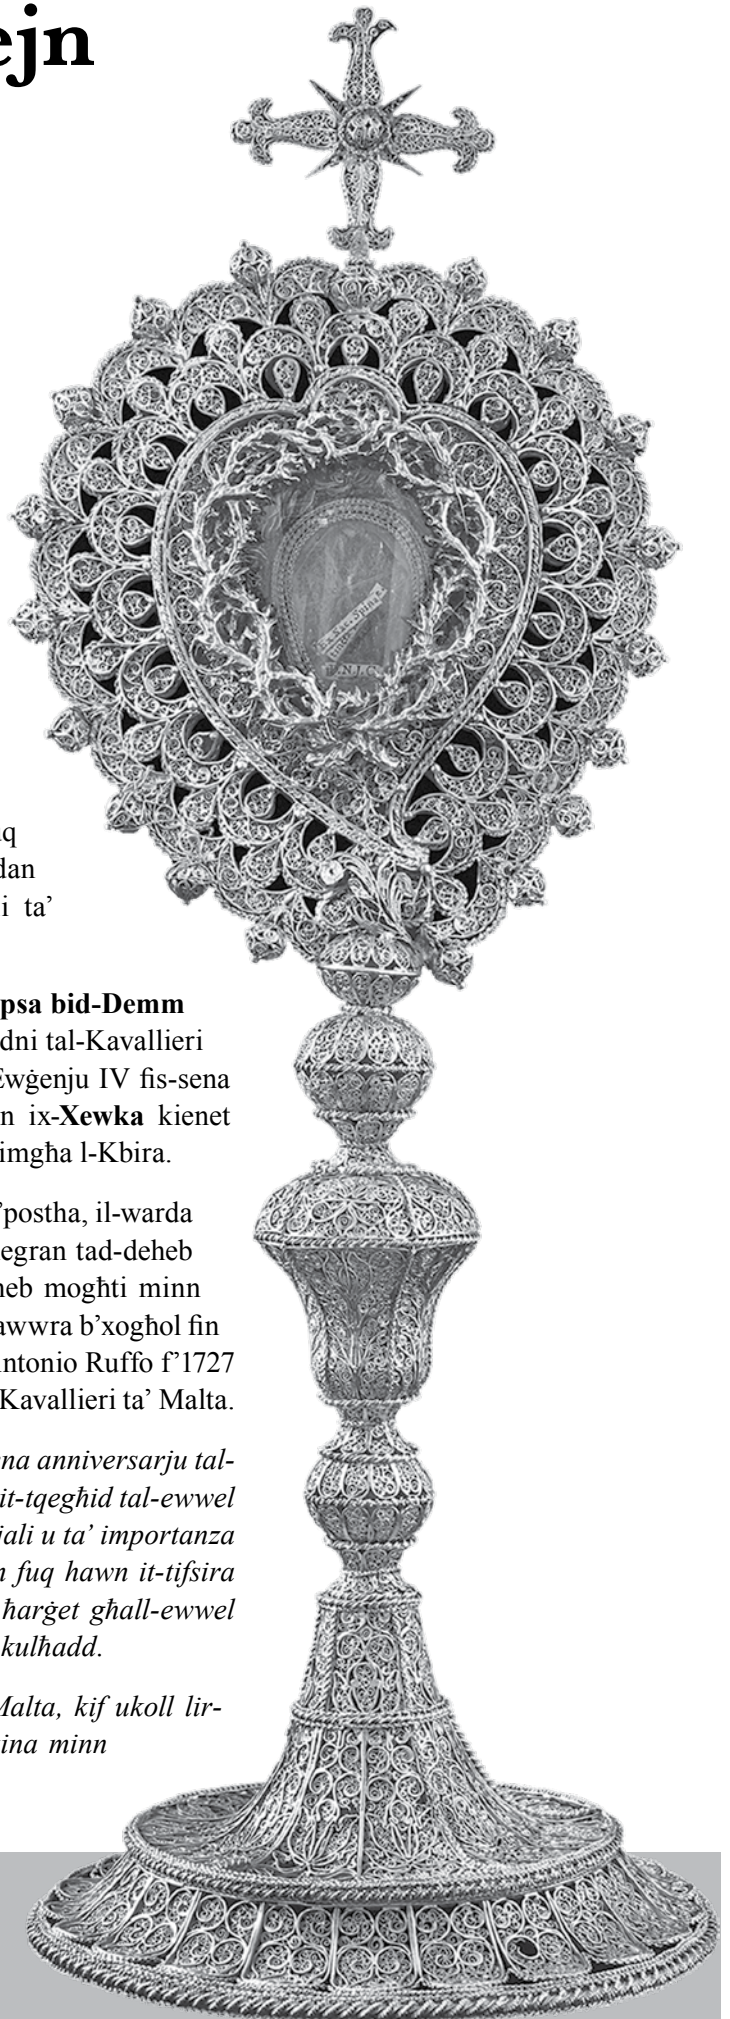 ejn
dan
i ta’
psa bid-Demm
dni tal-Kavallieri
Ewġenju IV fis-sena
n ix-Xewka kienet
imgħa l-Kbira.
’postha, il-warda
egran tad-deheb
heb mogħti minn
awwra b’xogħol fin
ntonio Ruffo f’1727
Kavallieri ta’ Malta.
na anniversarju tal-
it-tqegħid tal-ewwel
jali u ta’ importanza
n fuq hawn it-tifsira
ħarġet għall-ewwel
kulħadd.
Malta, kif ukoll lir-
ina minn